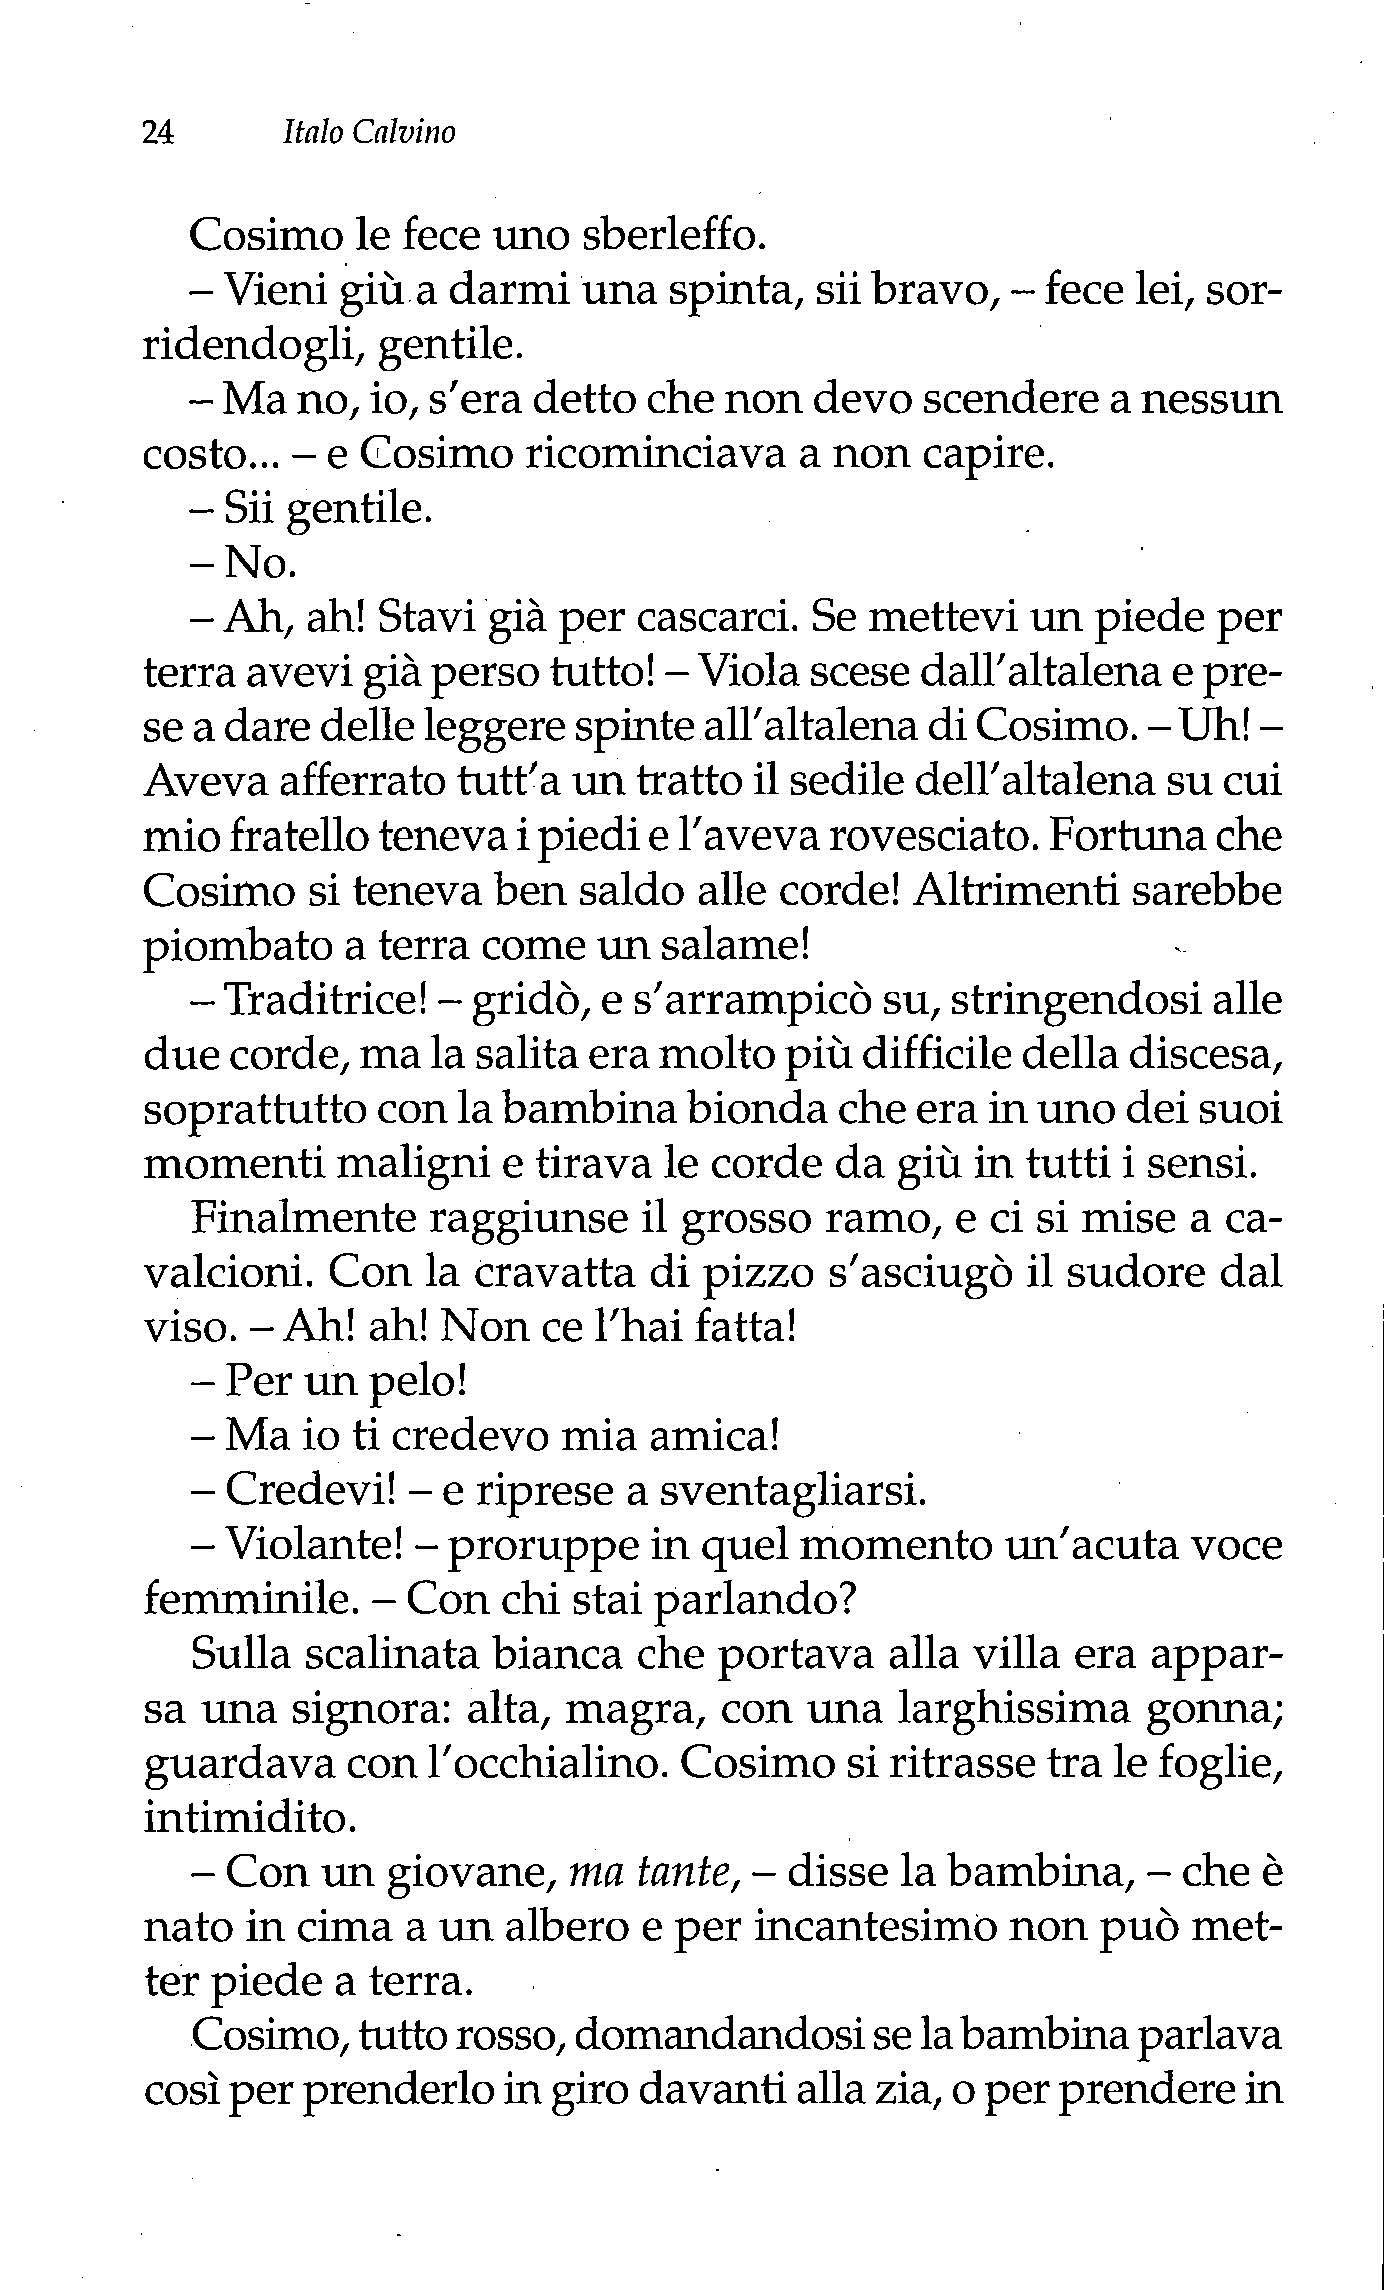 24 Italo Calvino
Cosimo le fece uno sberleffo.
– Vieni giù a darmi una spinta, sii bravo, – fece lei, sor-
ridendogli, gentile.
– Ma no, io, s'era detto che non devo scendere a nessun
costo... – e Cosimo ricominciava a non capire.
– Sii gentile.
– No.
– Ah, ah! Stavi già per cascarci. Se mettevi un piede per
terra avevi già perso tutto! – Viola scese dall'altalena e pre-
se a dare delle leggere spinte all'altalena di Cosimo. – Uh! –
Aveva afferrato tutt'a un tratto il sedile dell'altalena su cui
mio fratello teneva i piedi e l'aveva rovesciato. Fortuna che
Cosimo si teneva ben saldo alle corde! Altrimenti sarebbe
piombato a terra come un salame!
– Traditrice! – gridò, e s'arrampicò su, stringendosi alle
due corde, ma la salita era molto più difficile della discesa,
soprattutto con la bambina bionda che era in uno dei suoi
momenti maligni e tirava le corde da giù in tutti i sensi.
Finalmente raggiunse il grosso ramo, e ci si mise a ca-
valcioni. Con la cravatta di pizzo s'asciugò il sudore dal
viso. – Ah! ah! Non ce l'hai fatta!
– Per un pelo!
– Ma io ti credevo mia amica!
– Credevi! – e riprese a sventagliarsi.
– Violante! – proruppe in quel momento un'acuta voce
femminile. – Con chi stai parlando?
Sulla scalinata bianca che portava alla villa era appar-
sa una signora: alta, magra, con una larghissima gonna;
guardava con l'occhialino. Cosimo si ritrasse tra le foglie,
intimidito.
– Con un giovane, ma tante, – disse la bambina, – che è
nato in cima a un albero e per incantesimo non può met-
ter piede a terra.
Cosimo, tutto rosso, domandandosi se la bambina parlava
così per prenderlo in giro davanti alla zia, o per prendere in